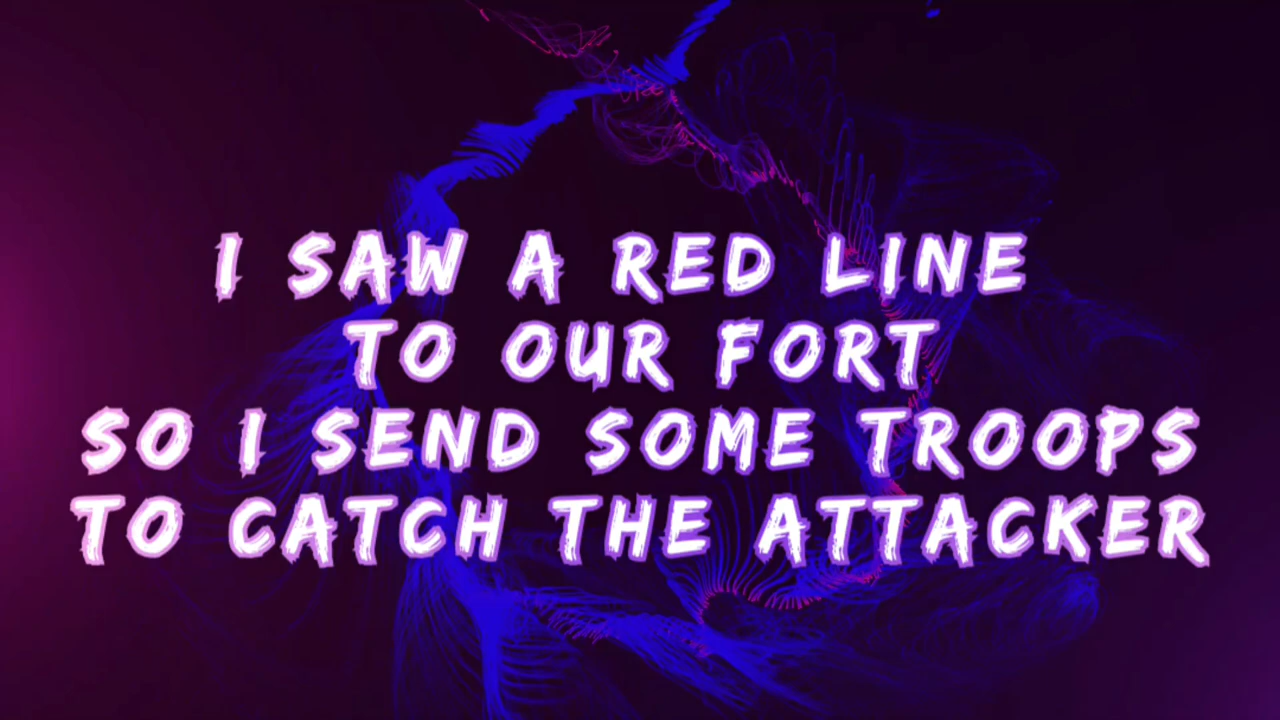 I SAW A RED LINE
TO OUR FORT
SO I SEND SOME TROOPS
TO CATCH THE ATTACKER